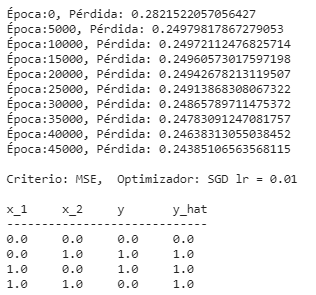 Época:0, Pérdida: 0.2821522057056427
Época:5000, Pérdida: 0.24979817867279053
Época:10000, Pérdida: 0.24972112476825714
Época:15000, Pérdida: 0.24960573017597198
Época:20000, Pérdida: 0.24942678213119507
Época:25000, Pérdida: 0.24913868308067322
Época:30000, Pérdida: 0.24865789711475372
Época:35000, Pérdida: 0.24783091247081757
Época:40000, Pérdida: 0.24638313055038452
Época:45000, Pérdida: 0.24385106563568115
Criterio: MSE, Optimizador: SGD lr = 0.01
x_1 x_2 y y_hat
----------------------------
0.0 0.0 0.0 0.0
0.0 1.0 1.0 1.0
1.0 0.0 1.0 1.0
1.0 1.0 0.0 1.0